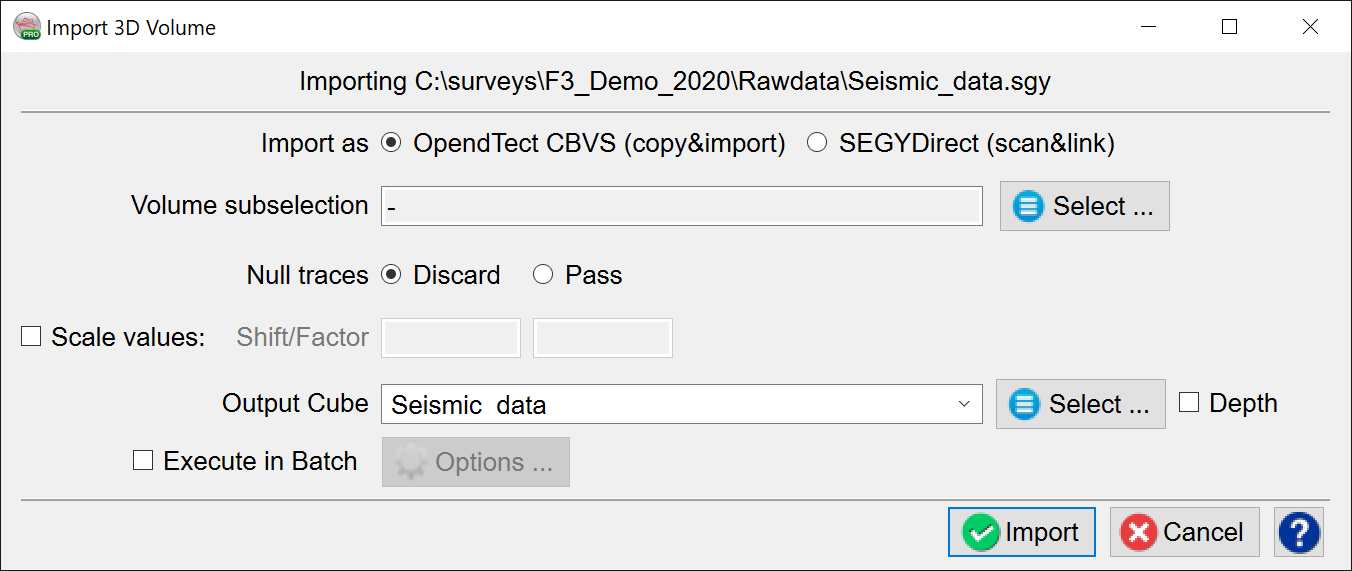 PRO Import 3D Volume
Importing C:\surveys\F3_Demo_2020\Rawdata\Seismic_data.sgy
Import as OpendTect CBVS (copy&import) SEGYDirect (scan&link)
Volume subselection - Select ...
Null traces Discard Pass
Scale values: Shift/Factor
Output Cube Seismic data Select ... Depth
Execute in Batch Options ...
Import Cancel ?